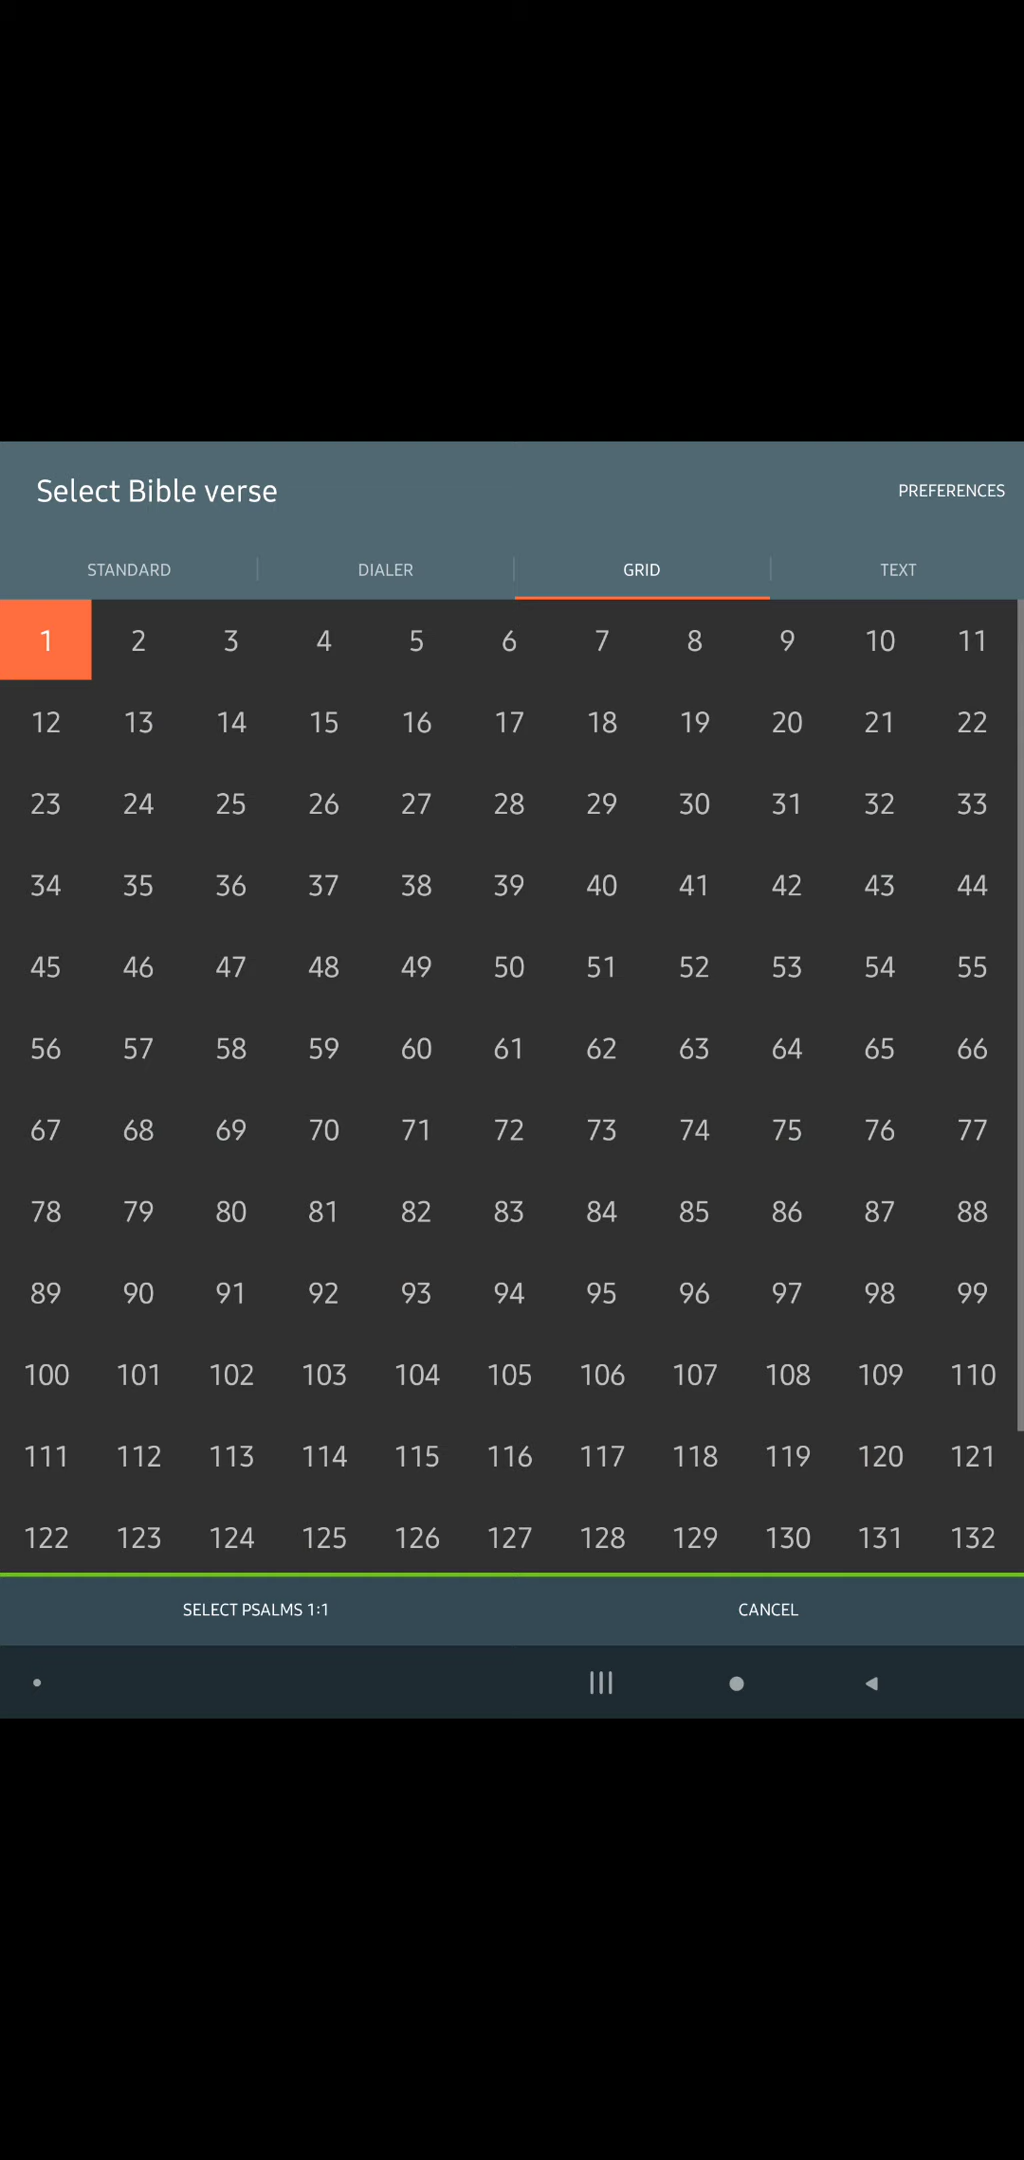 Select Bible verse PREFERENCES
STANDARD DIALER GRID TEXT
1 2 3 4 5 6 7 8 9 10 11
12 13 14 15 16 17 18 19 20 21 22
23 24 25 26 27 28 29 30 31 32 33
34 35 36 37 38 39 40 41 42 43 44
45 46 47 48 49 50 51 52 53 54 55
56 57 58 59 60 61 62 63 64 65 66
67 68 69 70 71 72 73 74 75 76 77
78 79 80 81 82 83 84 85 86 87 88
89 90 91 92 93 94 95 96 97 98 99
100 101 102 103 104 105 106 107 108 109 110
111 112 113 114 115 116 117 118 119 120 121
122 123 124 125 126 127 128 129 130 131 132
SELECT PSALMS 1:1 CANCEL